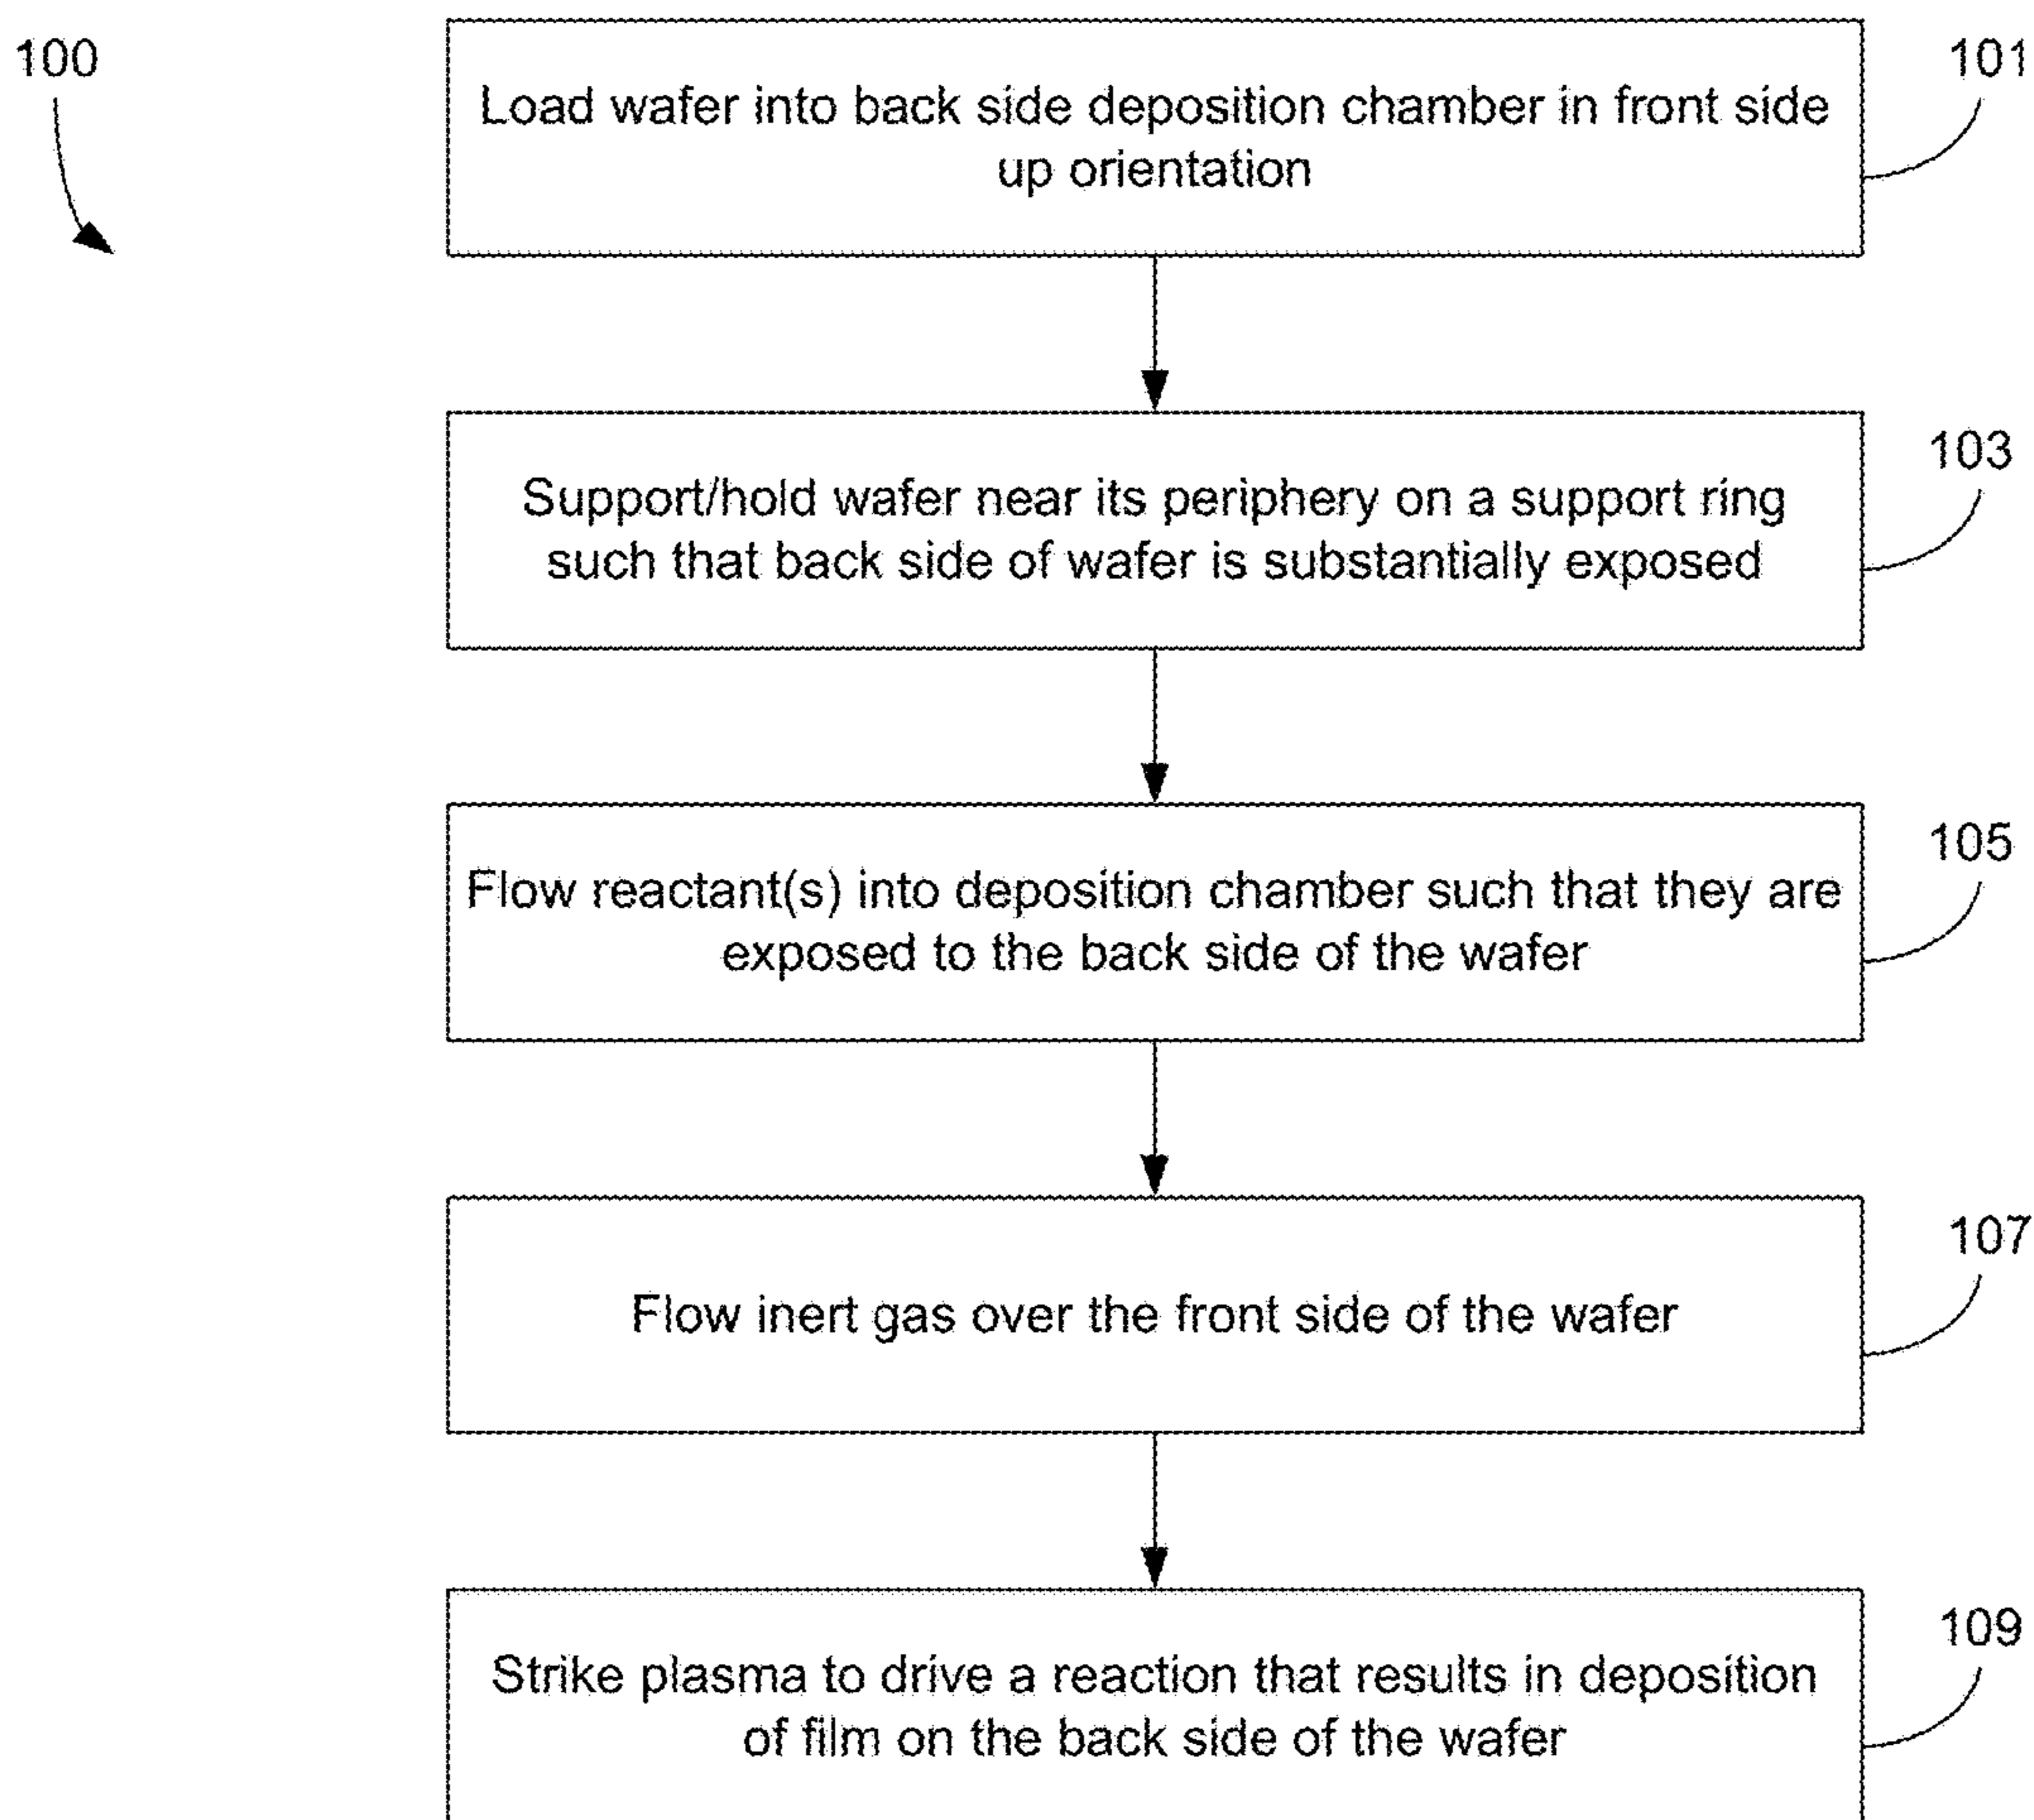 100
101
Load wafer into back side deposition chamber in front side
up orientation
103
Support/hold wafer near its periphery on a support ring
such that back side of wafer is substantially exposed
105
Flow reactant(s) into deposition chamber such that they are
exposed to the back side of the wafer
107
Flow inert gas over the front side of the wafer
109
Strike plasma to drive a reaction that results in deposition
of film on the back side of the wafer